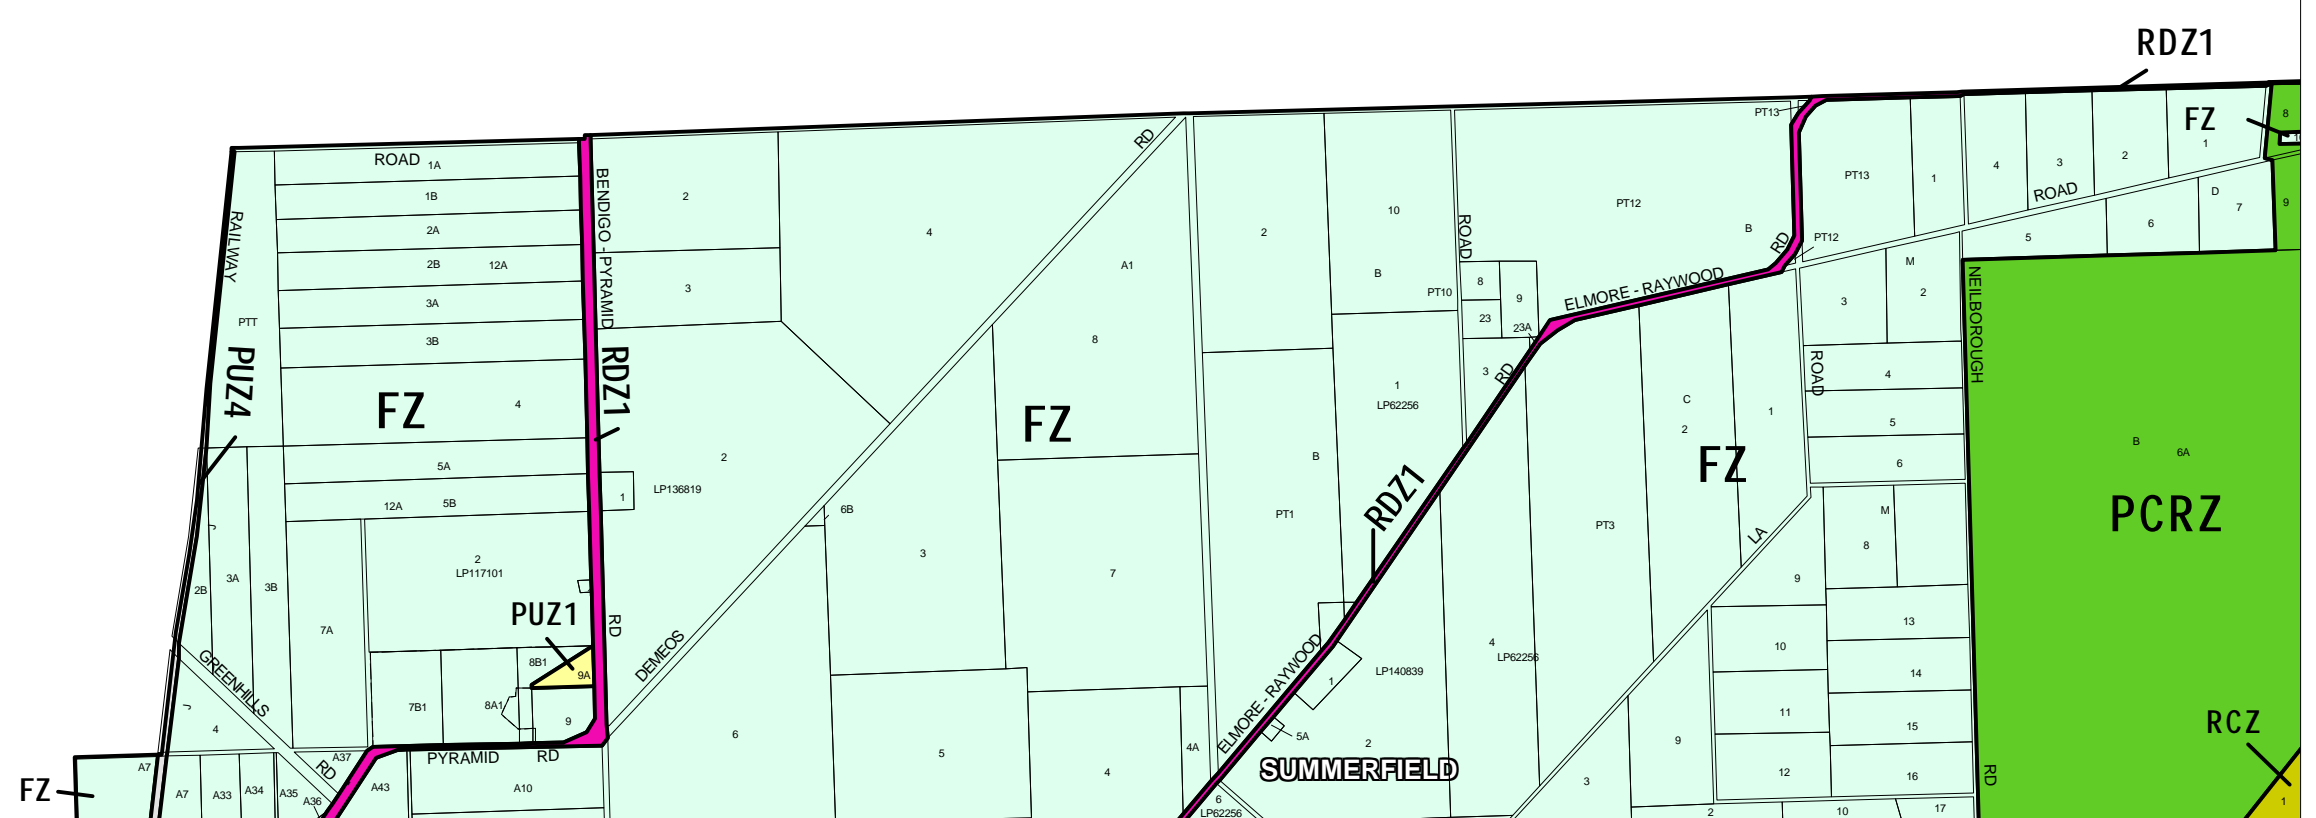 RDZ1
ROAD
1A
1B
2A
2B
12A
3A
3B
4
FZ
5A
12A
5B
RAILWAY
PTT
PUZ4
BENDIGO - PYRAMID
RDZ1
RD
2
3
4
RD
A1
8
FZ
2
LP136819
1
6B
3
7
DEMEOS
6
5
4
4A
2
LP117101
7A
J
2B
3A
3B
PUZ1
8B1
9A
7B1
8A1
9
GREENHILLS
J
4
RD
A37
PYRAMID
RD
FZ
A7
A7
A33
A34
A35
A36
A43
A10
2
10
B
PT10
ROAD
8
9
23
23A
3
RD
1
LP62256
B
PT1
RDZ1
ELMORE - RAYWOOD
1
5A
LP140839
2
SUMMERFIELD
6
LP62256
PT13
PT12
B
RD
PT12
ELMORE - RAYWOOD
C
2
1
FZ
PT3
4
LP62256
LA
3
PT13
1
4
3
2
1
FZ
8
ROAD
5
6
D
7
9
M
3
2
ROAD
4
5
6
NEILBOROUGH
B
6A
PCRZ
M
8
9
10
11
12
9
13
14
15
16
17
2
10
RD
RCZ
1